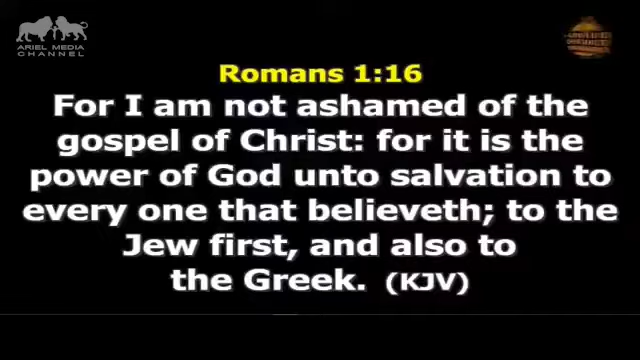 ARIEL MEDIA
CHANNEL
Romans 1:16
For I am not ashamed of the
gospel of Christ: for it is the
power of God unto salvation to
every one that believeth; to the
Jew first, and also to
the Greek. (KJV)